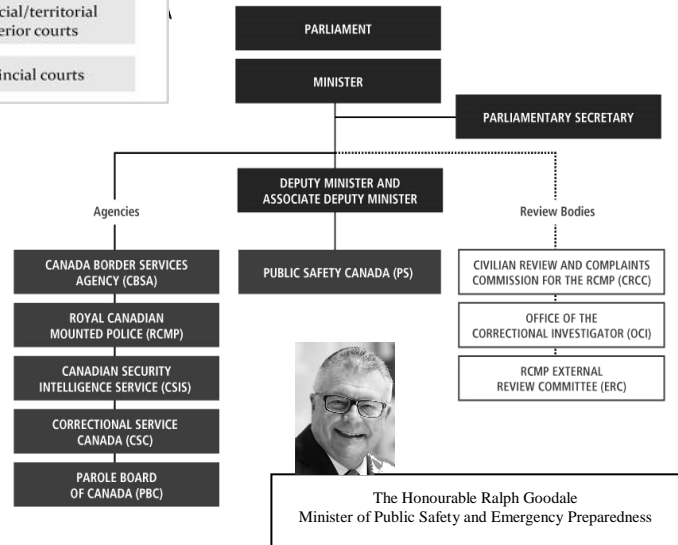 cial/territorial
erior courts
incial courts
PARLIAMENT
MINISTER
PARLIAMENTARY SECRETARY
DEPUTY MINISTER AND
ASSOCIATE DEPUTY MINISTER
Agencies
Review Bodies
CANADA BORDER SERVICES
AGENCY (CBSA)
PUBLIC SAFETY CANADA (PS)
CIVILIAN REVIEW AND COMPLAINTS
COMMISSION FOR THE RCMP (CRCC)
ROYAL CANADIAN
MOUNTED POLICE (RCMP)
OFFICE OF THE
CORRECTIONAL INVESTIGATOR (OCI)
CANADIAN SECURITY
INTELLIGENCE SERVICE (CSIS)
RCMP EXTERNAL
REVIEW COMMITTEE (ERC)
CORRECTIONAL SERVICE
CANADA (CSC)
PAROLE BOARD
OF CANADA (PBC)
The Honourable Ralph Goodale
Minister of Public Safety and Emergency Preparedness